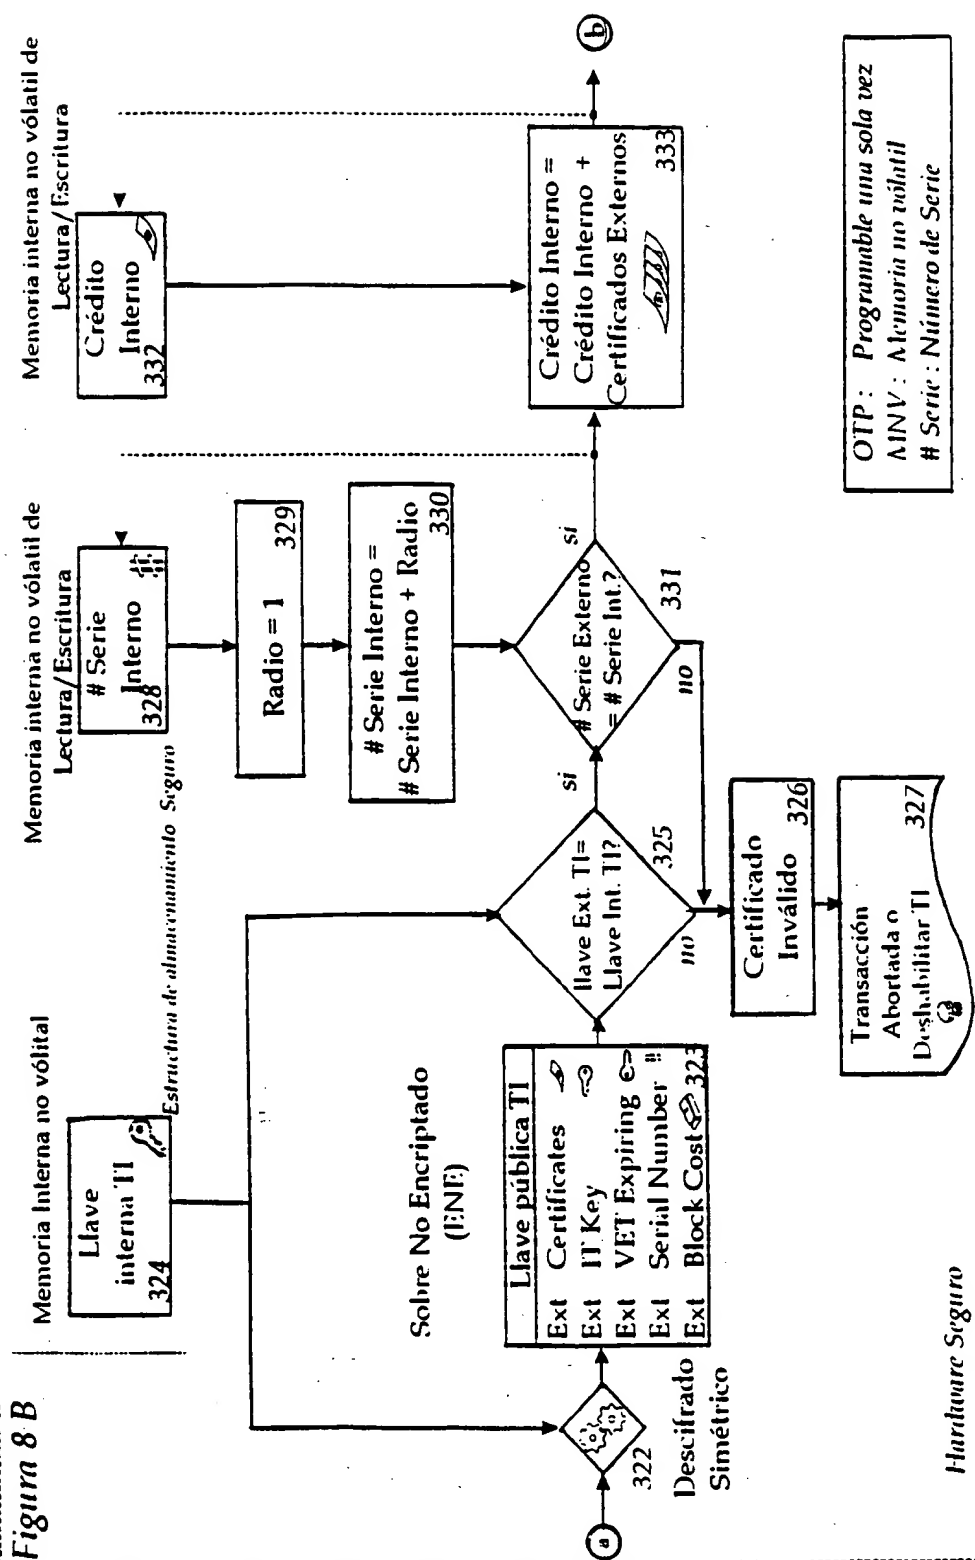 Figura 8 B
Memoria Interna no vólital
Llave
interna TI
324
Estructura de almacenamiento Seguro
Memoria interna no vólatil de
Lectura/Escritura
# Serie
Interno
328
Radio = 1
329
# Serie Interno =
# Serie Interno + Radio
330
Memoria interna no vólatil de
Lectura/Escritura
Crédito
Interno
332
Sobre No Encriptado
(ENE)
a
322
Descifrado
Simétrico
Llave pública TI
Ext Certificates
Ext IT Key
Ext VET Expiring
Ext Serial Number
Ext Block Cost
323
llave Ext. TI=
Llave Int. TI?
325
si
no
# Serie Externo
= # Serie Int.?
331
si
no
Crédito Interno =
Crédito Interno +
Certificados Externos
333
b
Certificado
Inválido
326
Transacción
Abortada o
Deshabilitar TI
327
OTP : Programable una sola vez
MNV : Memoria no vólutil
# Serie : Número de Serie
Hardware Seguro